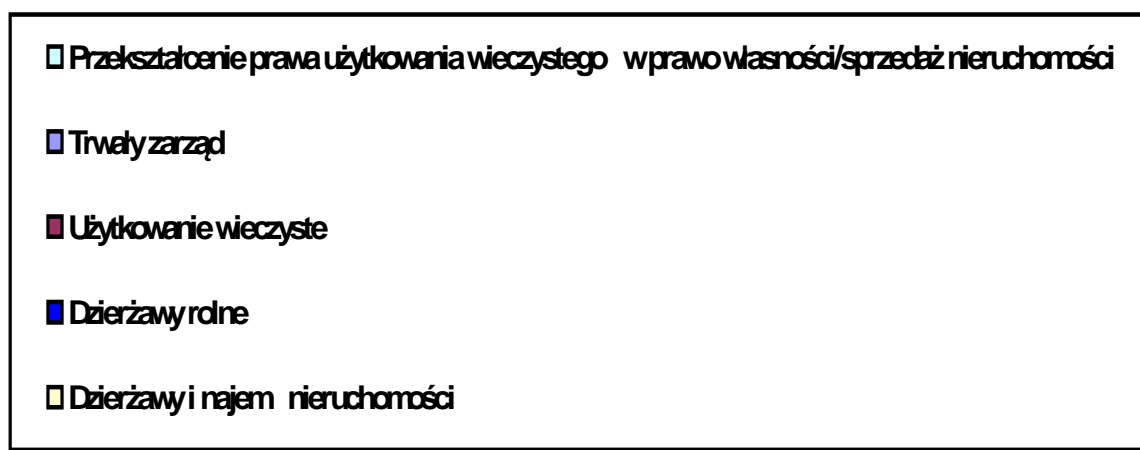 Przekształcenie prawa użytkowania wieczystego w prawo własności/sprzedaż nieruchomości
Trwały zarząd
Użytkowanie wieczyste
Dzierżawy rolne
Dzierżawy i najem nieruchomości